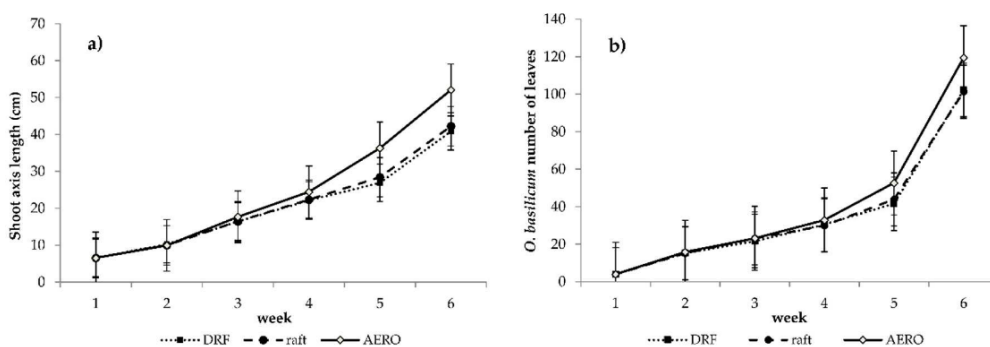 a)
Shoot axis length (cm)
70
60
50
40
30
20
10
0
1 2 3 4 5 6
week
DRF raft AERO
b)
O. basilicum number of leaves
140
120
100
80
60
40
20
0
1 2 3 4 5 6
week
DRF raft AERO